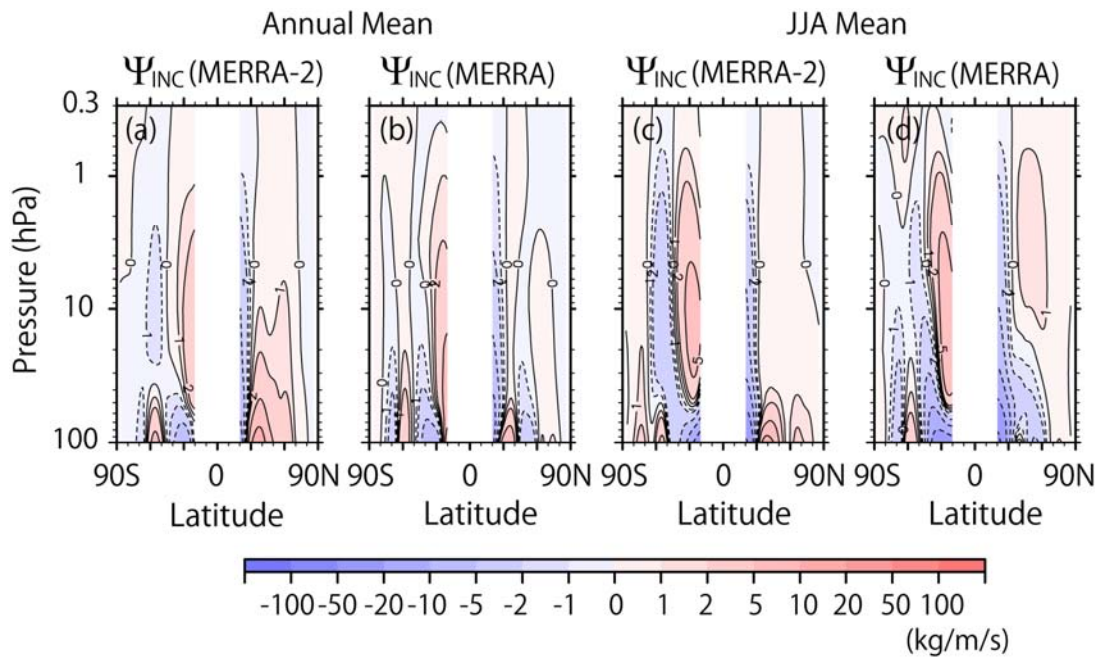 Annual Mean JJA Mean
Ψ_INC (MERRA-2) Ψ_INC (MERRA) Ψ_INC (MERRA-2) Ψ_INC (MERRA)
0.3 (a) (b) (c) (d)
1
Pressure (hPa)
10
100
90S 0 90N 90S 0 90N 90S 0 90N 90S 0 90N
Latitude Latitude Latitude Latitude
-100 -50 -20 -10 -5 -2 -1 0 1 2 5 10 20 50 100
(kg/m/s)